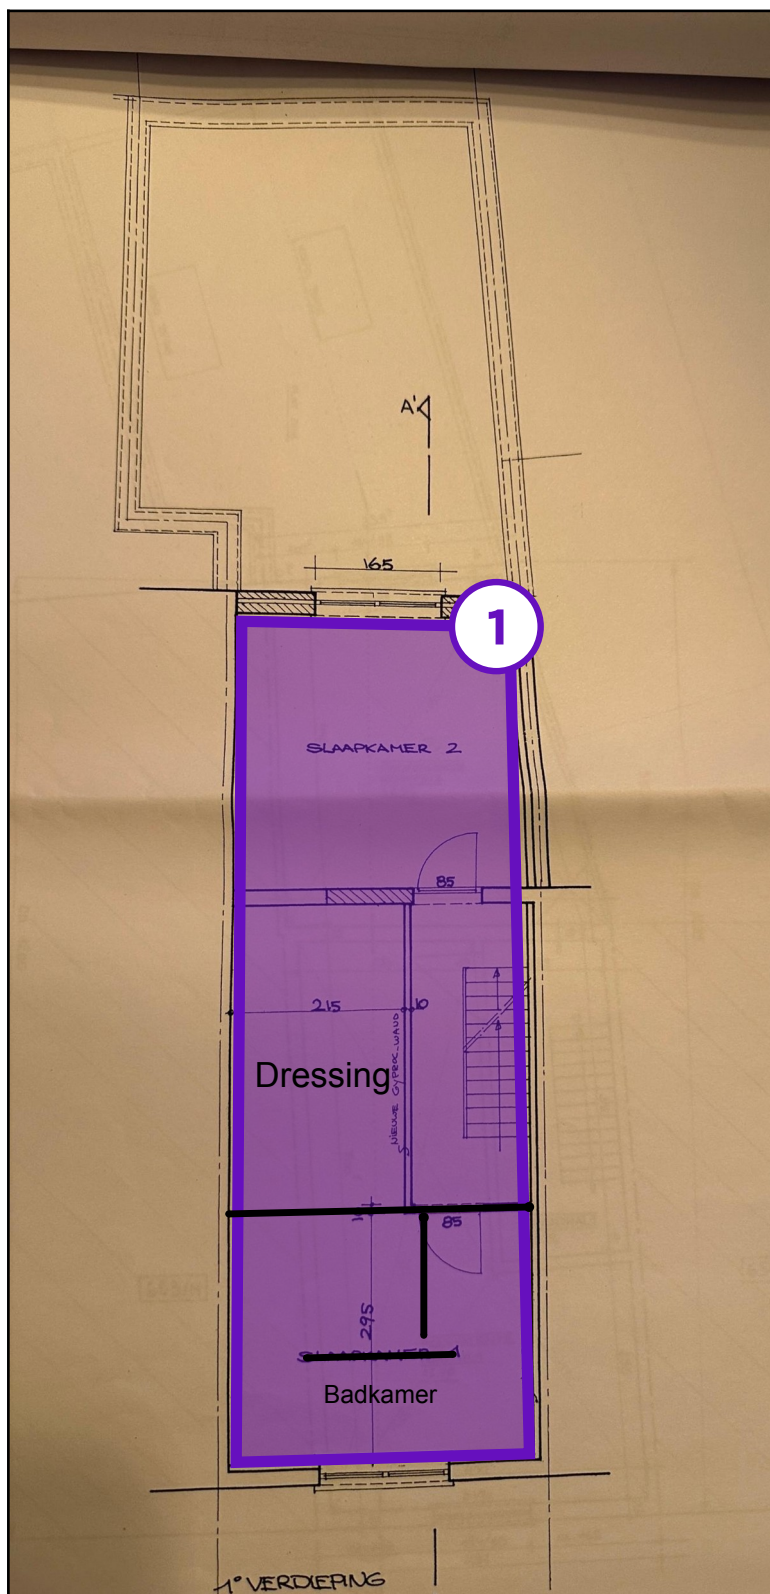 A'
165
1
SLAAPKAMER 2
85
215
10
NIEUWE GYPROC-WAND
Dressing
85
295
Badkamer
1° VERDIEPING